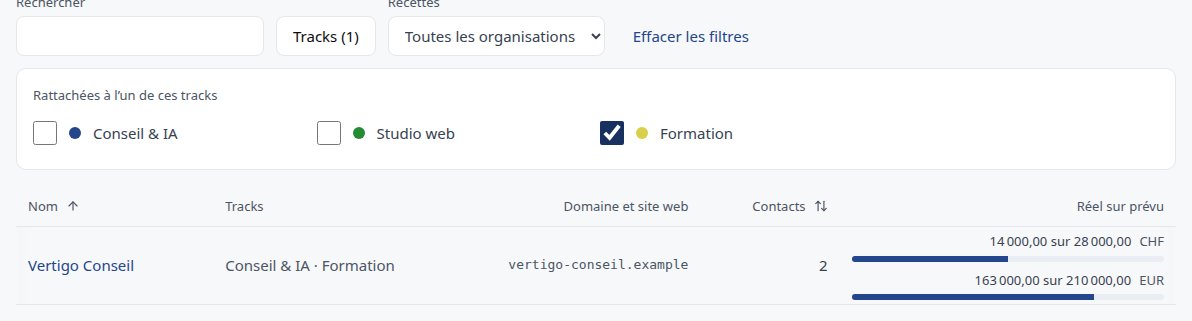 Rechercher
Recettes
Tracks (1)
Toutes les organisations
Effacer les filtres
Rattachées à l'un de ces tracks
Conseil & IA
Studio web
Formation
Nom ↑ Tracks Domaine et site web Contacts ↑↓ Réel sur prévu
Vertigo Conseil Conseil & IA · Formation vertigo-conseil.example 2
14 000,00 sur 28 000,00 CHF
163 000,00 sur 210 000,00 EUR